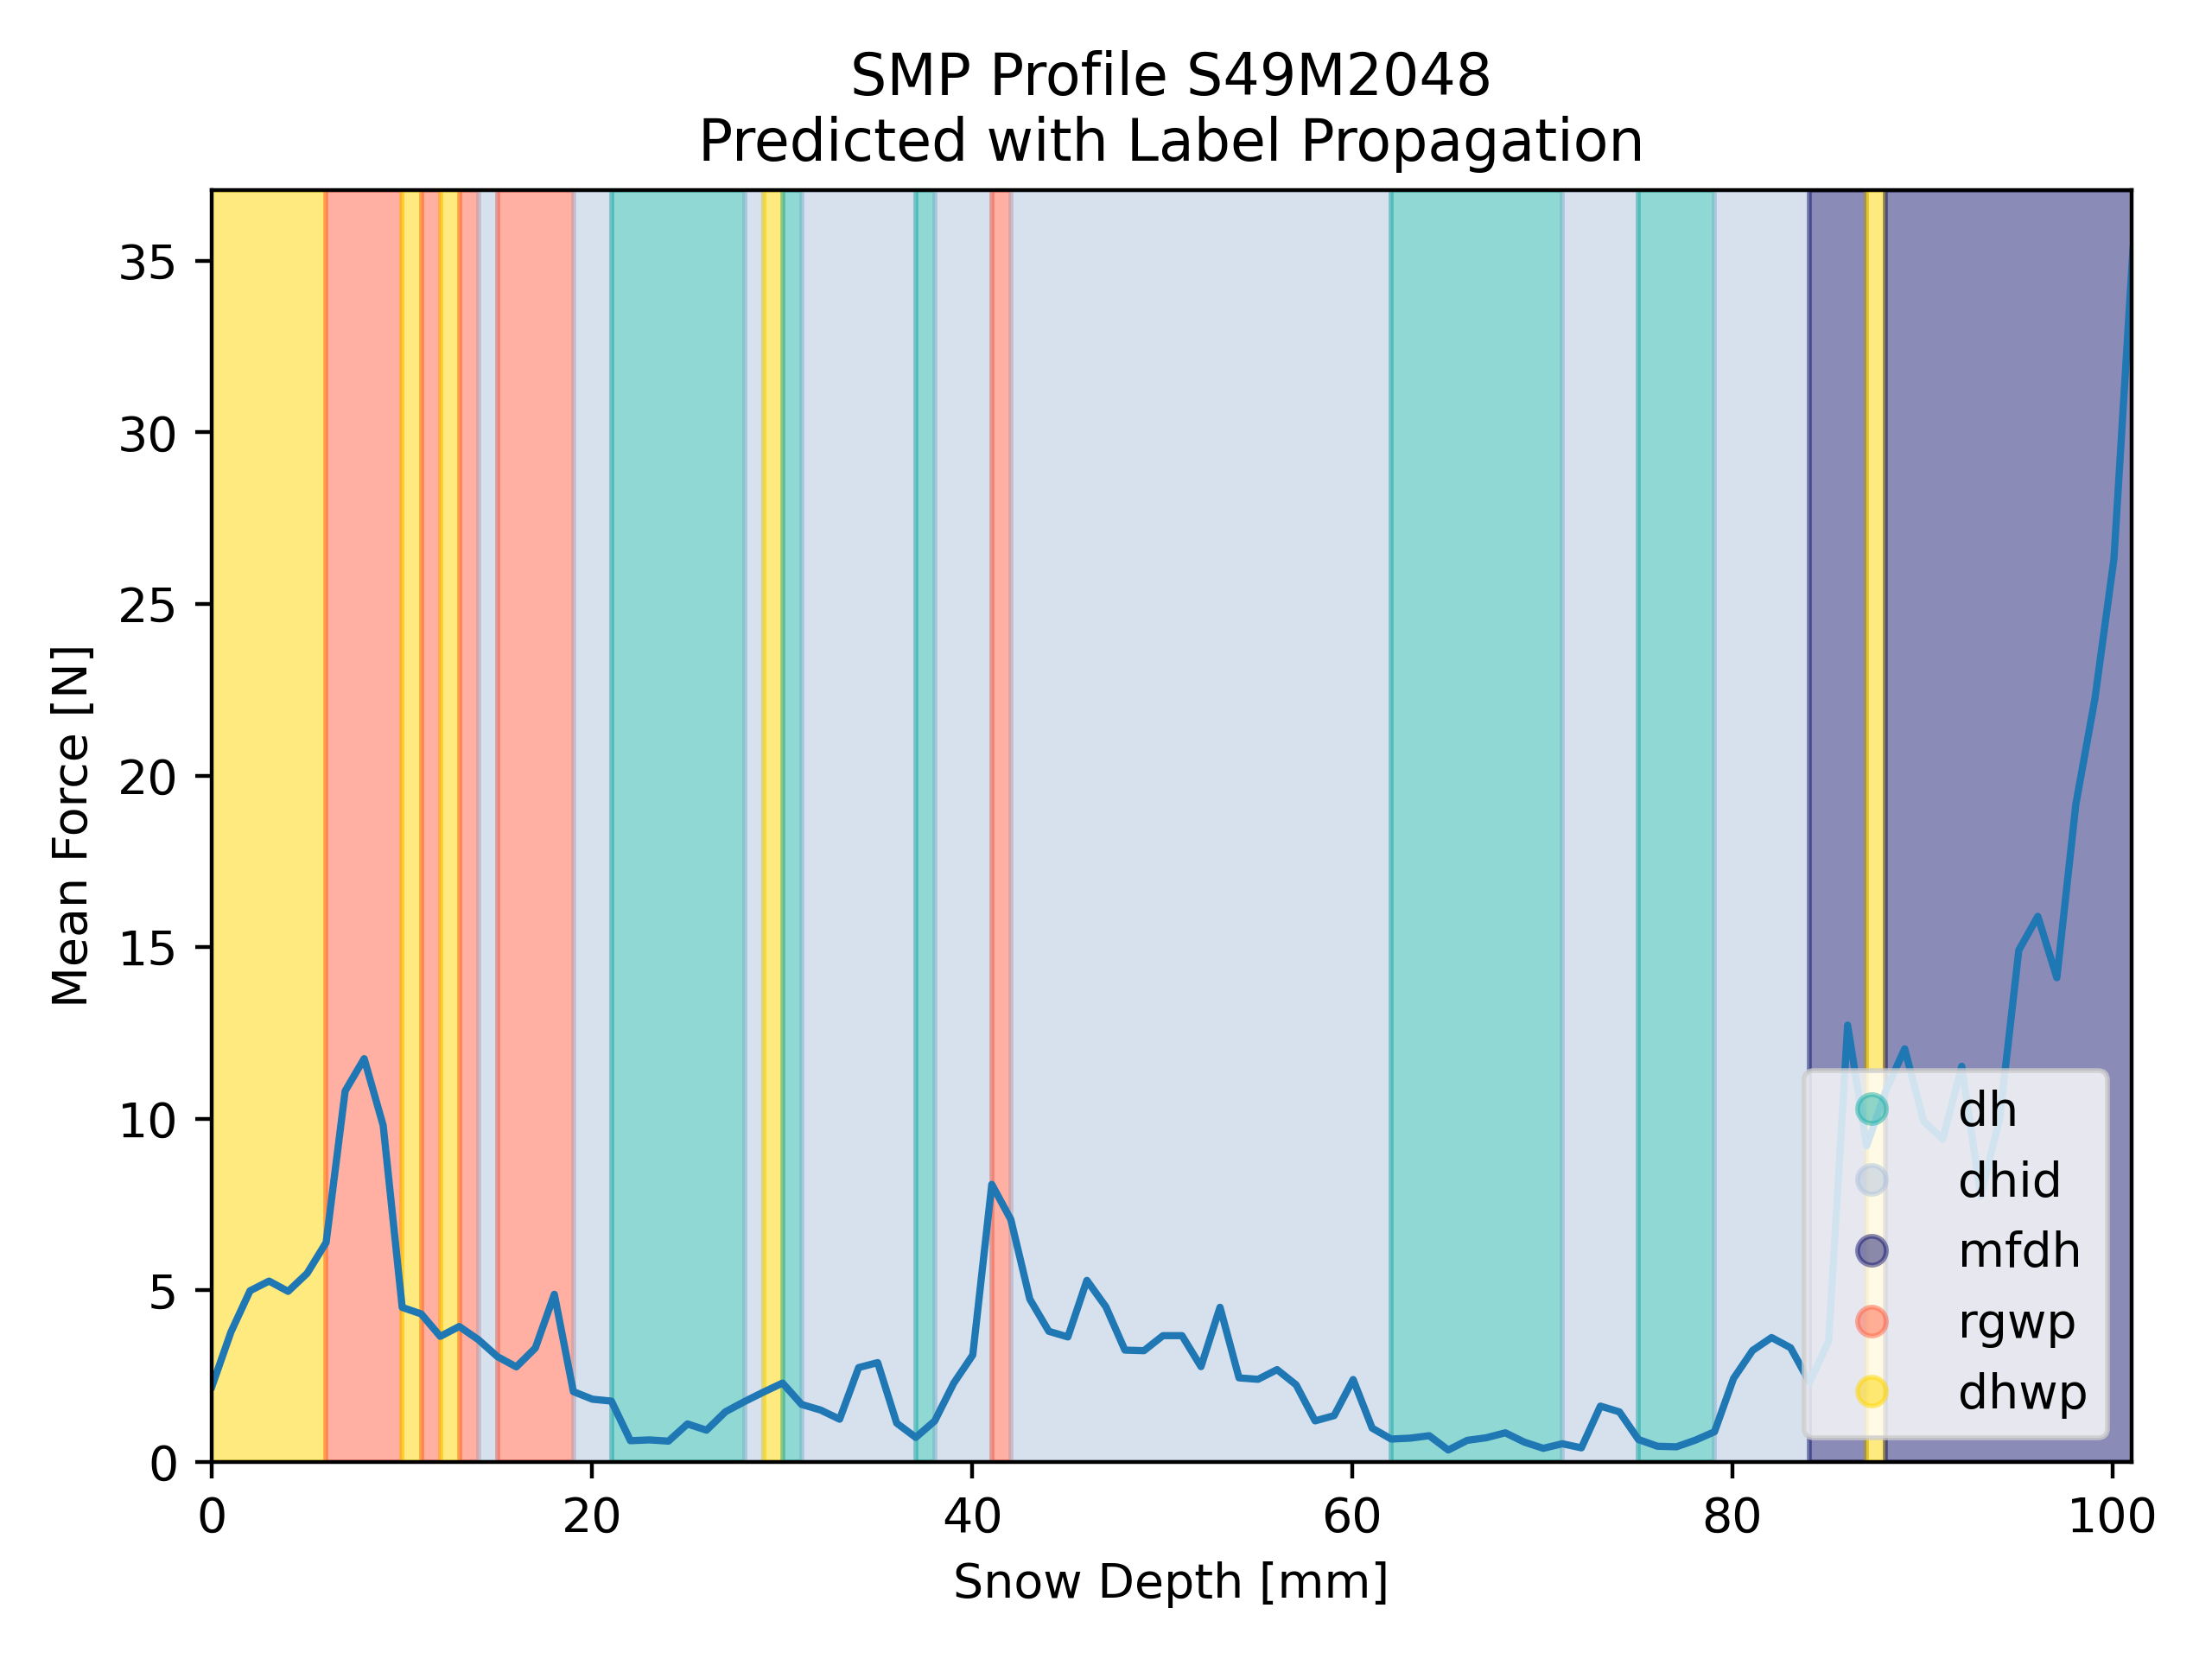 SMP Profile S49M2048
Predicted with Label Propagation
Mean Force [N]
35
30
25
20
15
10
5
0
dh
dhid
mfdh
rgwp
dhwp
0 20 40 60 80 100
Snow Depth [mm]